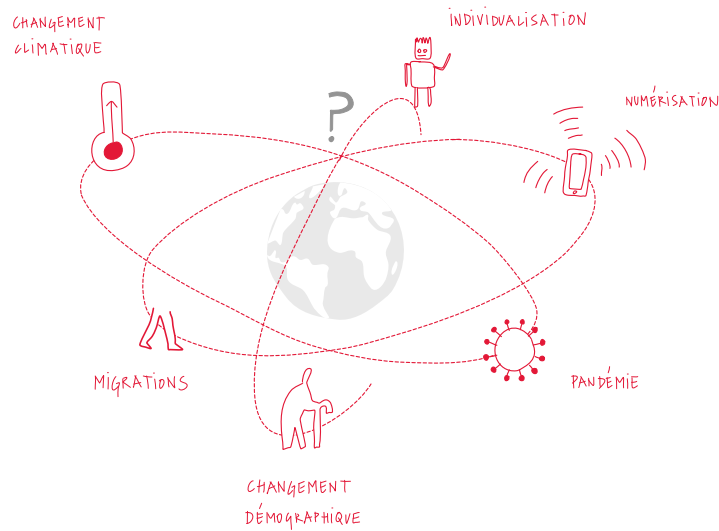 CHANGEMENT
CLIMATIQUE
INDIVIDUALISATION
?
NUMÉRISATION
MIGRATIONS
PANDÉMIE
CHANGEMENT
DÉMOGRAPHIQUE